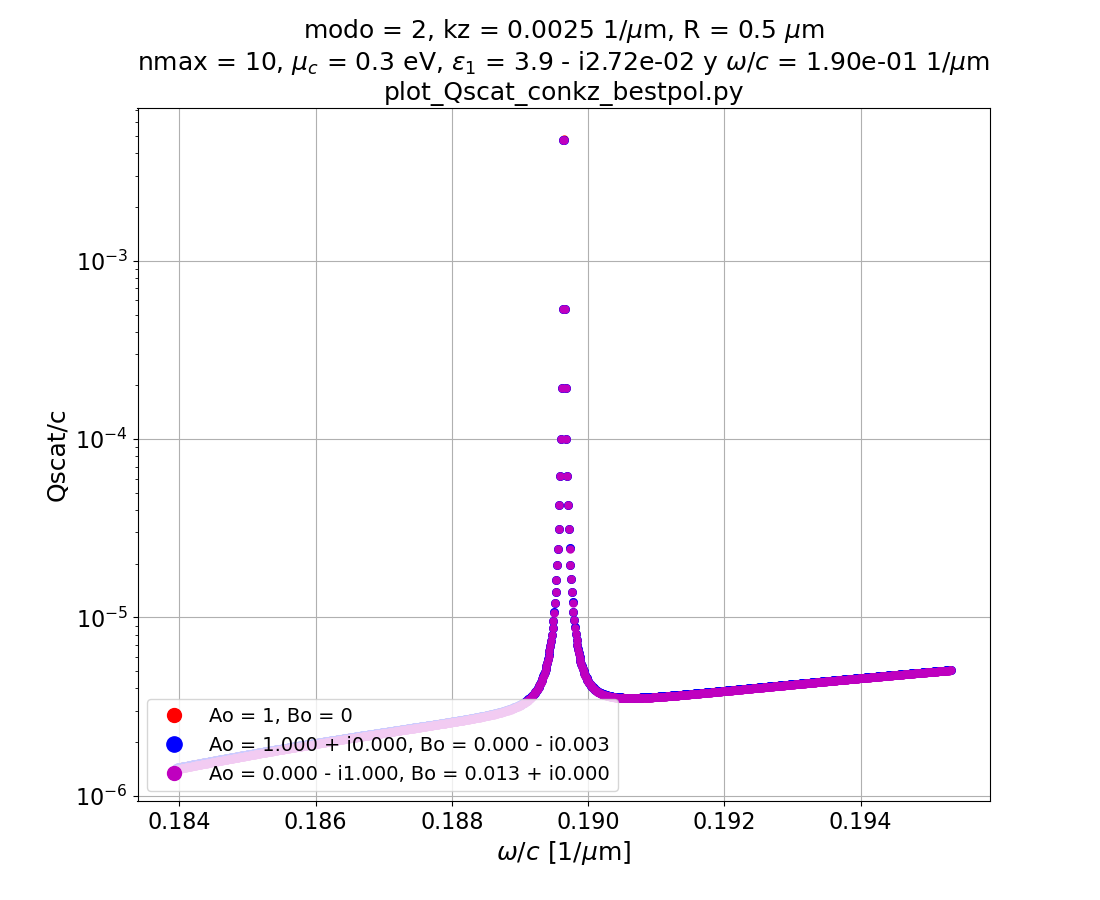 modo = 2, kz = 0.0025 1/μm, R = 0.5 μm
nmax = 10, μ_c = 0.3 eV, ε₁ = 3.9 - i2.72e-02 y ω/c = 1.90e-01 1/μm
plot_Qscat_conkz_bestpol.py
Qscat/c
10⁻³
10⁻⁴
10⁻⁵
10⁻⁶
Ao = 1, Bo = 0
Ao = 1.000 + i0.000, Bo = 0.000 - i0.003
Ao = 0.000 - i1.000, Bo = 0.013 + i0.000
0.184 0.186 0.188 0.190 0.192 0.194
ω/c [1/μm]